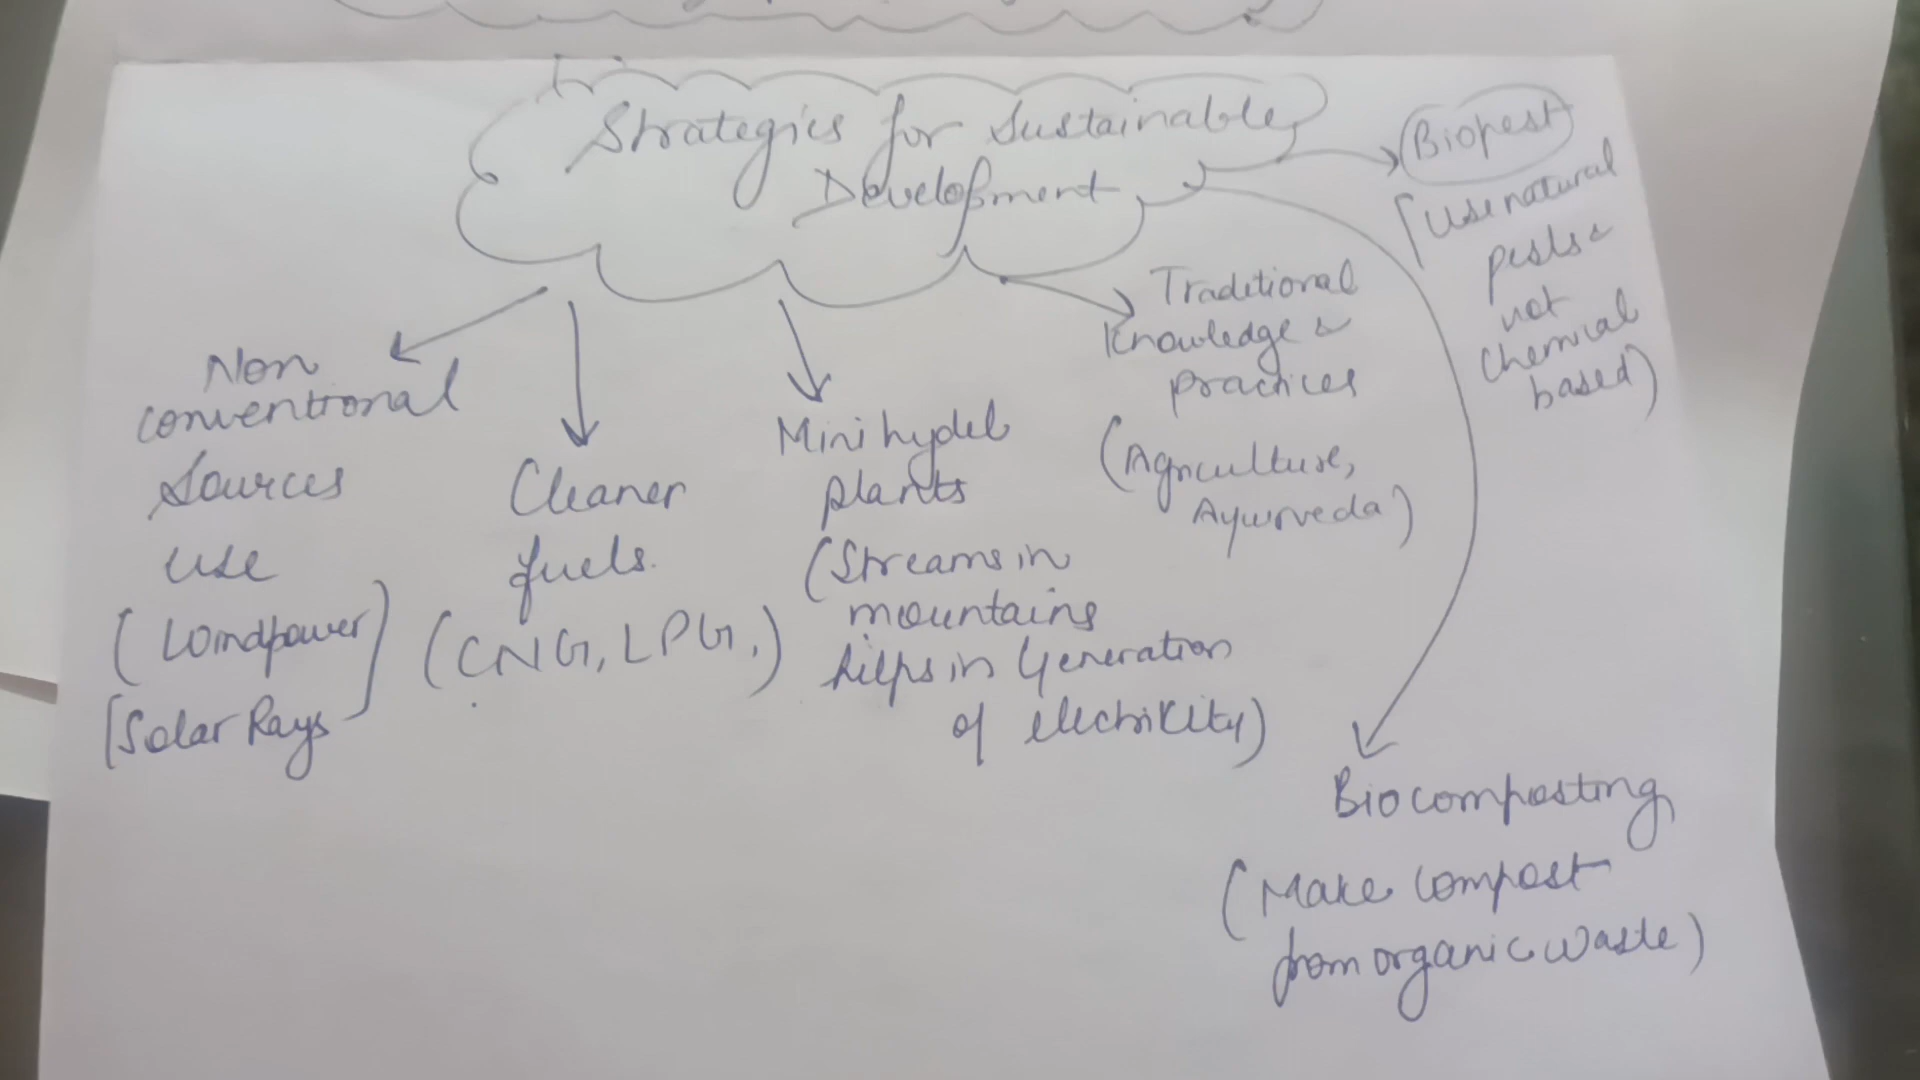 Strategies for Sustainable
Development
Biopest
[Use natural
pests &
not
chemical
based)
Non
conventional
Sources
use
(Windpower
[Solar Rays
Cleaner
fuels.
(CNG, LPG,)
Mini hydel
plants
(Streams in
mountains
helps in Generation
of electricity)
Traditional
Knowledge &
practices
(Agriculture,
Ayurveda)
Biocomposting
(Make compost
from organic waste)